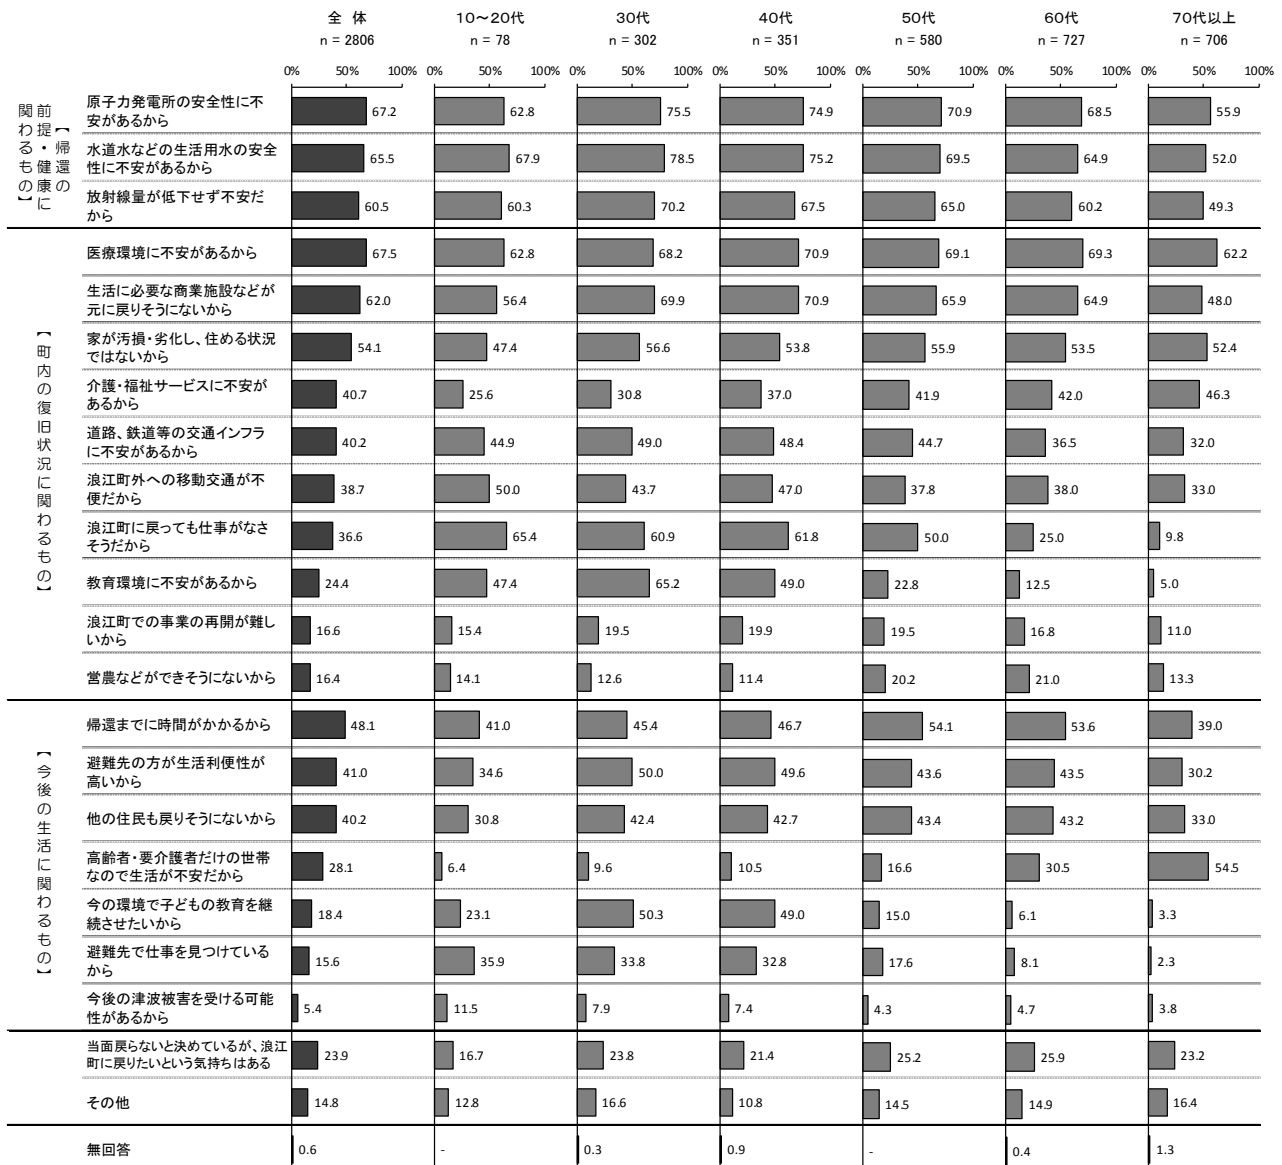 全 体 10～20代 30代 40代 50代 60代 70代以上
n = 2806 n = 78 n = 302 n = 351 n = 580 n = 727 n = 706
0% 50% 100% 0% 50% 100% 0% 50% 100% 0% 50% 100% 0% 50% 100% 0% 50% 100% 0% 50% 100%
【帰還の
前提・健康に
関わるもの】
原子力発電所の安全性に不
安があるから
67.2 62.8 75.5 74.9 70.9 68.5 55.9
水道水などの生活用水の安全
性に不安があるから
65.5 67.9 78.5 75.2 69.5 64.9 52.0
放射線量が低下せず不安だ
から
60.5 60.3 70.2 67.5 65.0 60.2 49.3
【町内の復旧状況に関わるもの】
医療環境に不安があるから
67.5 62.8 68.2 70.9 69.1 69.3 62.2
生活に必要な商業施設などが
元に戻りそうにないから
62.0 56.4 69.9 70.9 65.9 64.9 48.0
家が汚損・劣化し、住める状況
ではないから
54.1 47.4 56.6 53.8 55.9 53.5 52.4
介護・福祉サービスに不安が
あるから
40.7 25.6 30.8 37.0 41.9 42.0 46.3
道路、鉄道等の交通インフラ
に不安があるから
40.2 44.9 49.0 48.4 44.7 36.5 32.0
浪江町外への移動交通が不
便だから
38.7 50.0 43.7 47.0 37.8 38.0 33.0
浪江町に戻っても仕事がなさ
そうだから
36.6 65.4 60.9 61.8 50.0 25.0 9.8
教育環境に不安があるから
24.4 47.4 65.2 49.0 22.8 12.5 5.0
浪江町での事業の再開が難し
いから
16.6 15.4 19.5 19.9 19.5 16.8 11.0
営農などができそうにないから
16.4 14.1 12.6 11.4 20.2 21.0 13.3
【今後の生活に関わるもの】
帰還までに時間がかかるから
48.1 41.0 45.4 46.7 54.1 53.6 39.0
避難先の方が生活利便性が
高いから
41.0 34.6 50.0 49.6 43.6 43.5 30.2
他の住民も戻りそうにないから
40.2 30.8 42.4 42.7 43.4 43.2 33.0
高齢者・要介護者だけの世帯
なので生活が不安だから
28.1 6.4 9.6 10.5 16.6 30.5 54.5
今の環境で子どもの教育を継
続させたいから
18.4 23.1 50.3 49.0 15.0 6.1 3.3
避難先で仕事を見つけている
から
15.6 35.9 33.8 32.8 17.6 8.1 2.3
今後の津波被害を受ける可能
性があるから
5.4 11.5 7.9 7.4 4.3 4.7 3.8
当面戻らないと決めているが、浪江
町に戻りたいという気持ちはある
23.9 16.7 23.8 21.4 25.2 25.9 23.2
その他
14.8 12.8 16.6 10.8 14.5 14.9 16.4
無回答
0.6 - 0.3 0.9 - 0.4 1.3